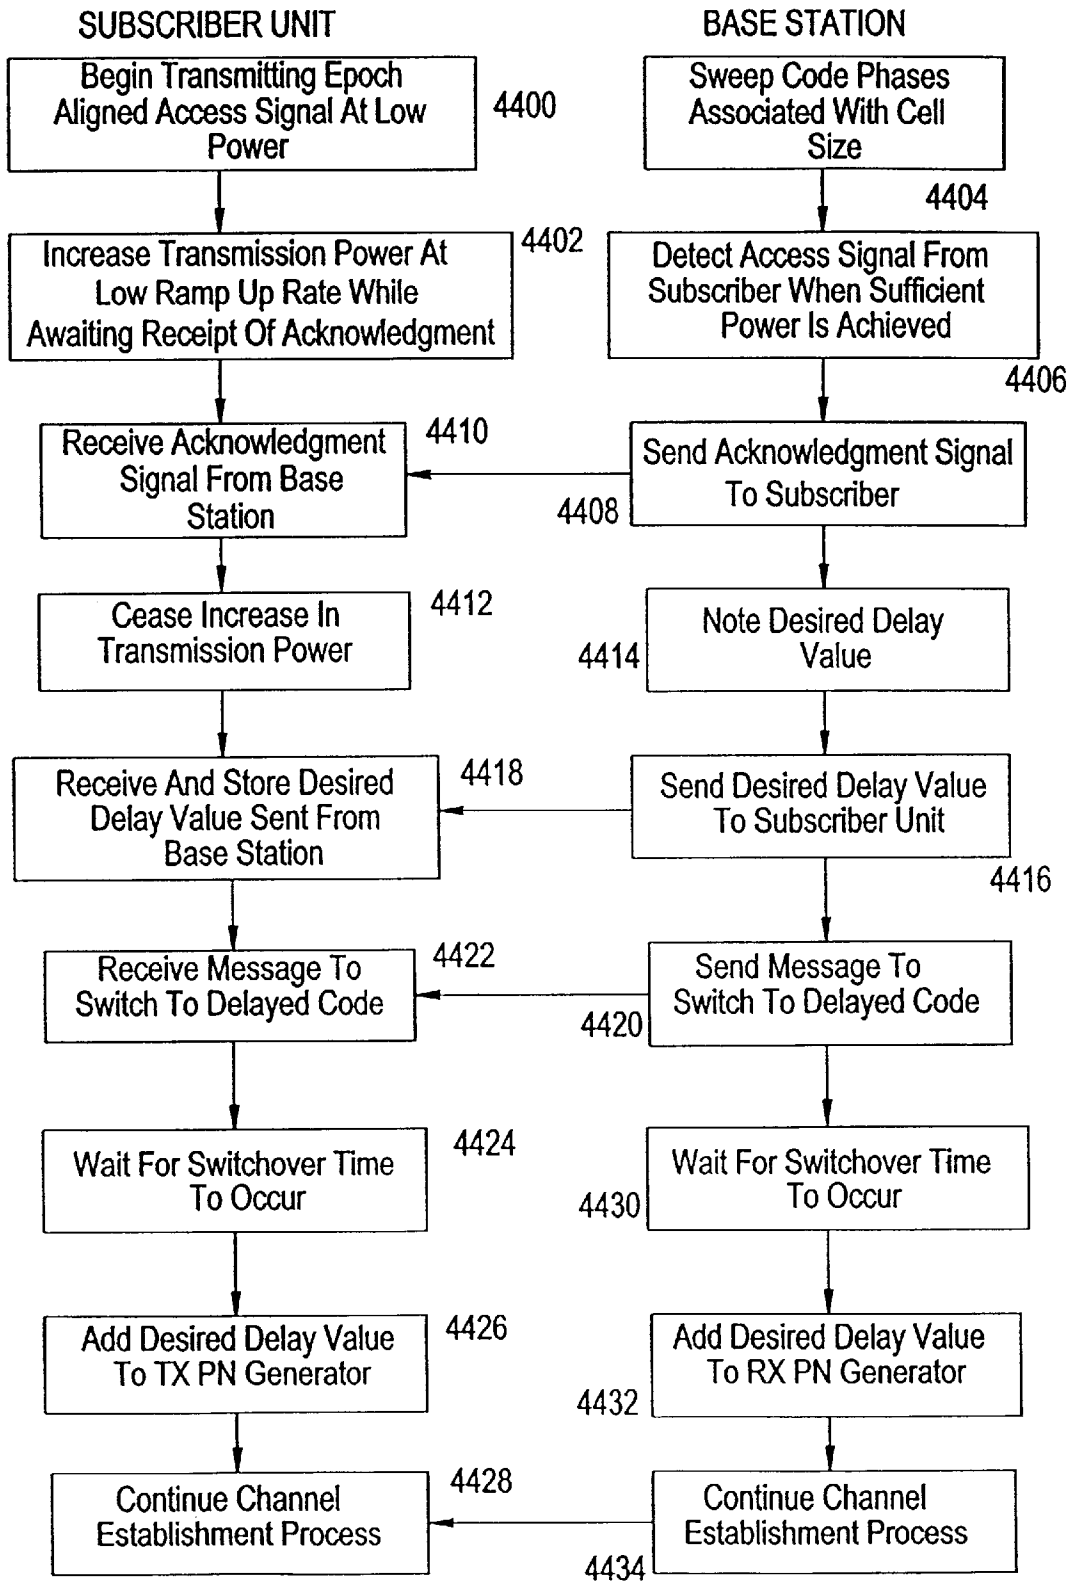 SUBSCRIBER UNIT
BASE STATION
Begin Transmitting Epoch
Aligned Access Signal At Low
Power
4400
Sweep Code Phases
Associated With Cell
Size
4404
Increase Transmission Power At
Low Ramp Up Rate While
Awaiting Receipt Of Acknowledgment
4402
Detect Access Signal From
Subscriber When Sufficient
Power Is Achieved
4406
Receive Acknowledgment
Signal From Base
Station
4410
Send Acknowledgment Signal
To Subscriber
4408
Cease Increase In
Transmission Power
4412
Note Desired Delay
Value
4414
Receive And Store Desired
Delay Value Sent From
Base Station
4418
Send Desired Delay Value
To Subscriber Unit
4416
Receive Message To
Switch To Delayed Code
4422
Send Message To
Switch To Delayed Code
4420
Wait For Switchover Time
To Occur
4424
Wait For Switchover Time
To Occur
4430
Add Desired Delay Value
To TX PN Generator
4426
Add Desired Delay Value
To RX PN Generator
4432
Continue Channel
Establishment Process
4428
Continue Channel
Establishment Process
4434